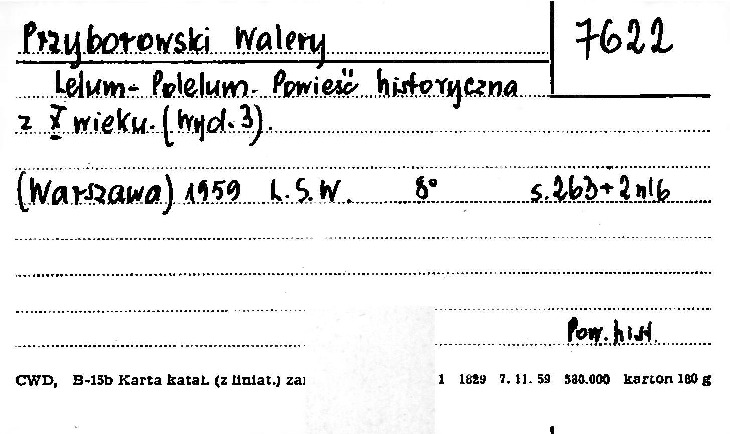 Przyborowski Walery
7622
Lelum-Polelum. Powieść historyczna
z X wieku. (Wyd. 3).
(Warszawa) 1959 L.S.W. 8° s. 263 + 2 nlb
Pow. hist.
CWD, B-15b Karta katal. (z liniat.) zai 1 1829 7.11.59 580.000 karton 180 g